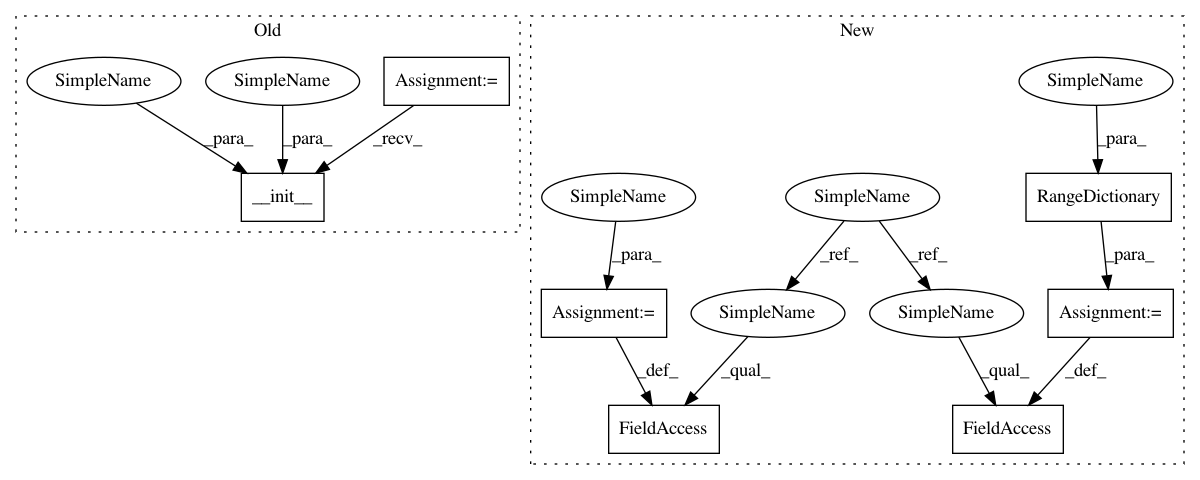 Old
New
SimpleName
SimpleName
Assignment:=
SimpleName
_para_
_para_
_recv_
_para_
__init__
SimpleName
SimpleName
RangeDictionary
_para_
_ref_
_ref_
_para_
Assignment:=
SimpleName
SimpleName
Assignment:=
_def_
_qual_
_qual_
_def_
FieldAccess
FieldAccess